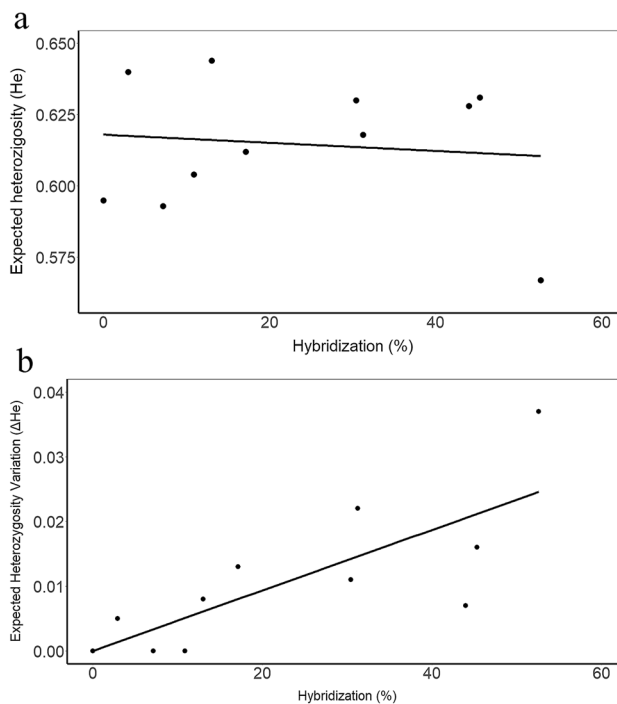 a
Expected heterozigosity (He)
0.650
0.625
0.600
0.575
0
20
40
60
Hybridization (%)
b
Expected Heterozygosity Variation (ΔHe)
0.04
0.03
0.02
0.01
0.00
0
20
40
60
Hybridization (%)